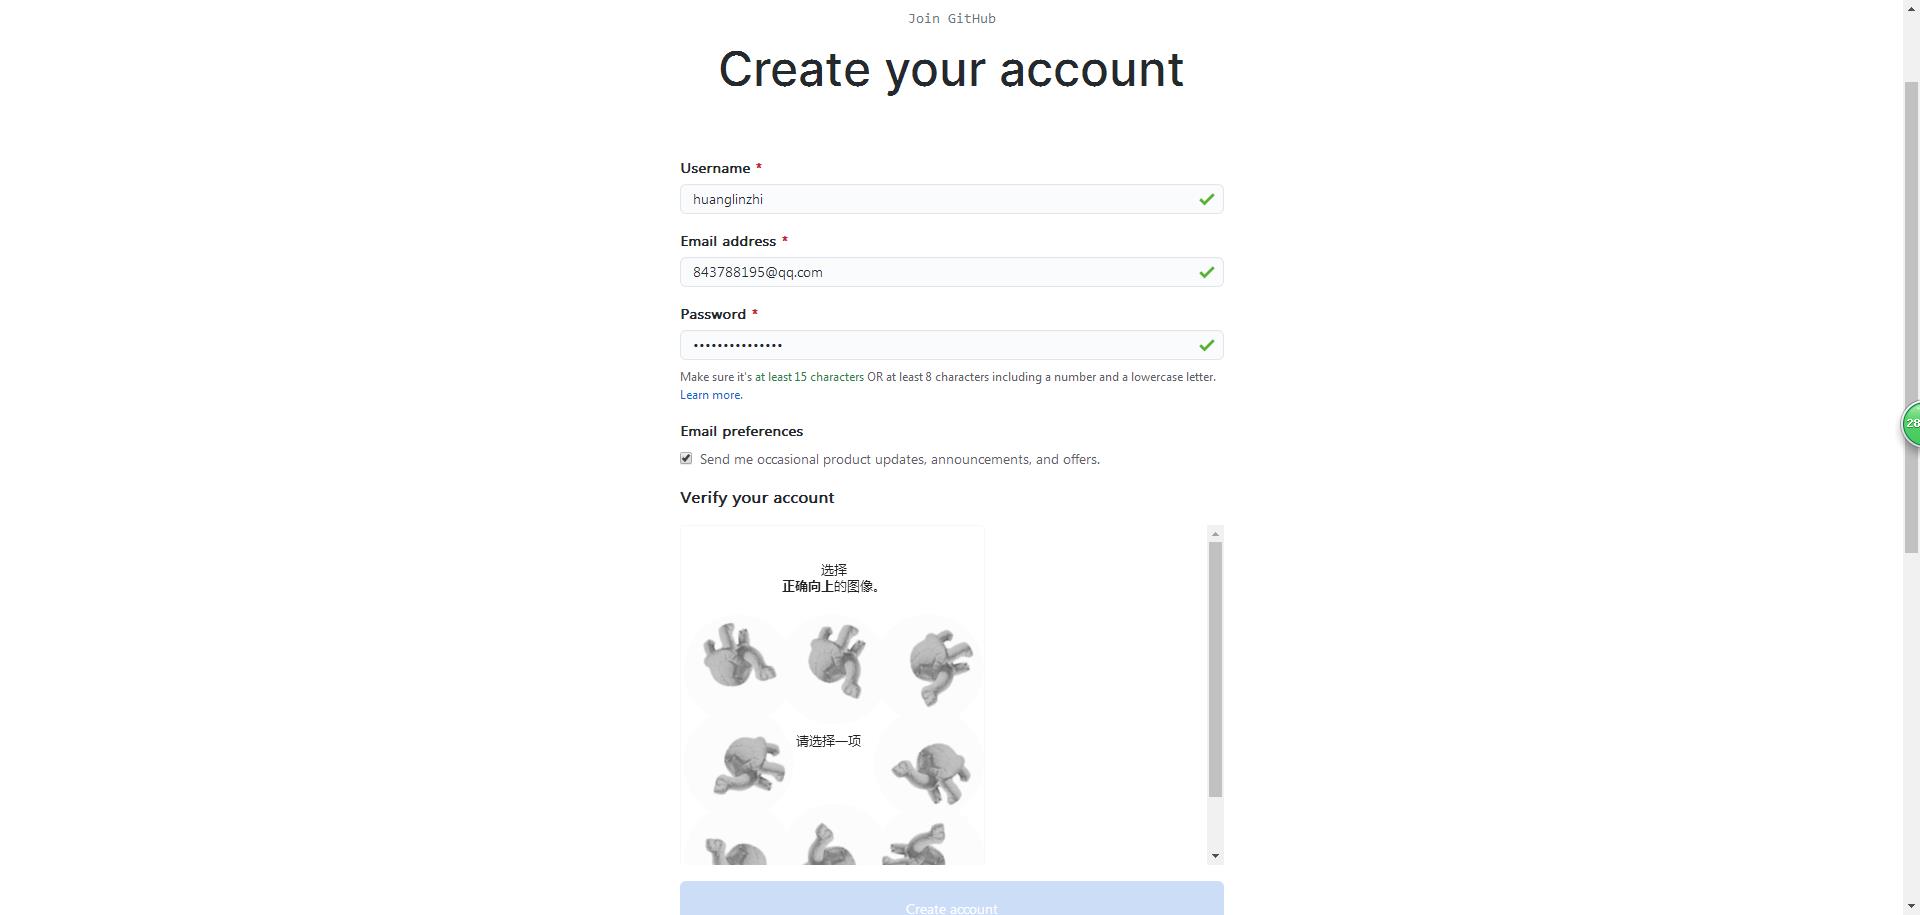 Join GitHub
Create your account
Username *
huanglinzhi
Email address *
843788195@qq.com
Password *
•••••••••••••••
Make sure it's at least 15 characters OR at least 8 characters including a number and a lowercase letter.
Learn more.
Email preferences
Send me occasional product updates, announcements, and offers.
Verify your account
选择
正确向上的图像。
请选择一项
Create account
28